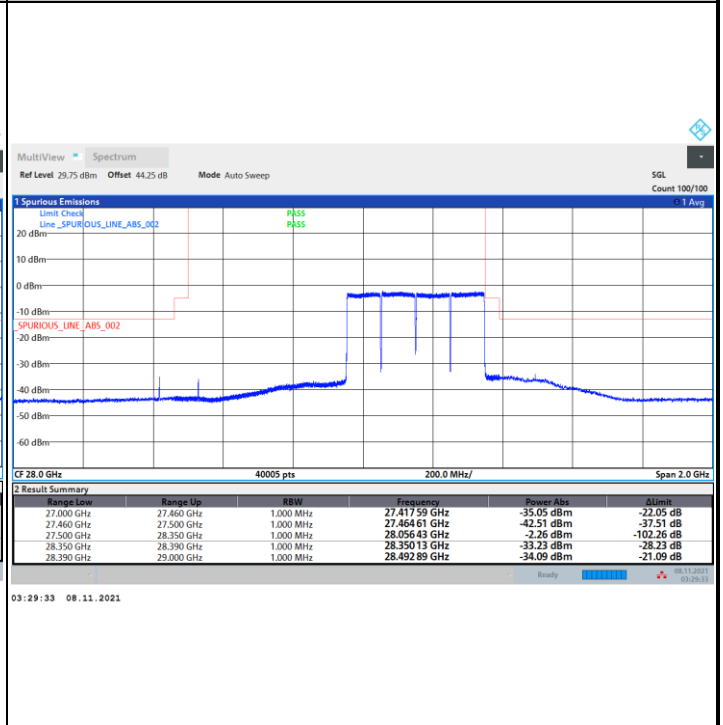 MultiView Spectrum
Ref Level 29.75 dBm Offset 44.25 dB Mode Auto Sweep SGL
Count 100/100
1 Spurious Emissions 1 Avg
Limit Check PASS
Line _SPURIOUS_LINE_ABS_002 PASS
20 dBm
10 dBm
0 dBm
-10 dBm
_SPURIOUS_LINE_ABS_002
-20 dBm
-30 dBm
-40 dBm
-50 dBm
-60 dBm
CF 28.0 GHz 40005 pts 200.0 MHz/ Span 2.0 GHz
2 Result Summary
Range Low Range Up RBW Frequency Power Abs ΔLimit
27.000 GHz 27.460 GHz 1.000 MHz 27.417 59 GHz -35.05 dBm -22.05 dB
27.460 GHz 27.500 GHz 1.000 MHz 27.464 61 GHz -42.51 dBm -37.51 dB
27.500 GHz 28.350 GHz 1.000 MHz 28.056 43 GHz -2.26 dBm -102.26 dB
28.350 GHz 28.390 GHz 1.000 MHz 28.350 13 GHz -33.23 dBm -28.23 dB
28.390 GHz 29.000 GHz 1.000 MHz 28.492 89 GHz -34.09 dBm -21.09 dB
Ready 08.11.2021
03:29:33
03:29:33 08.11.2021